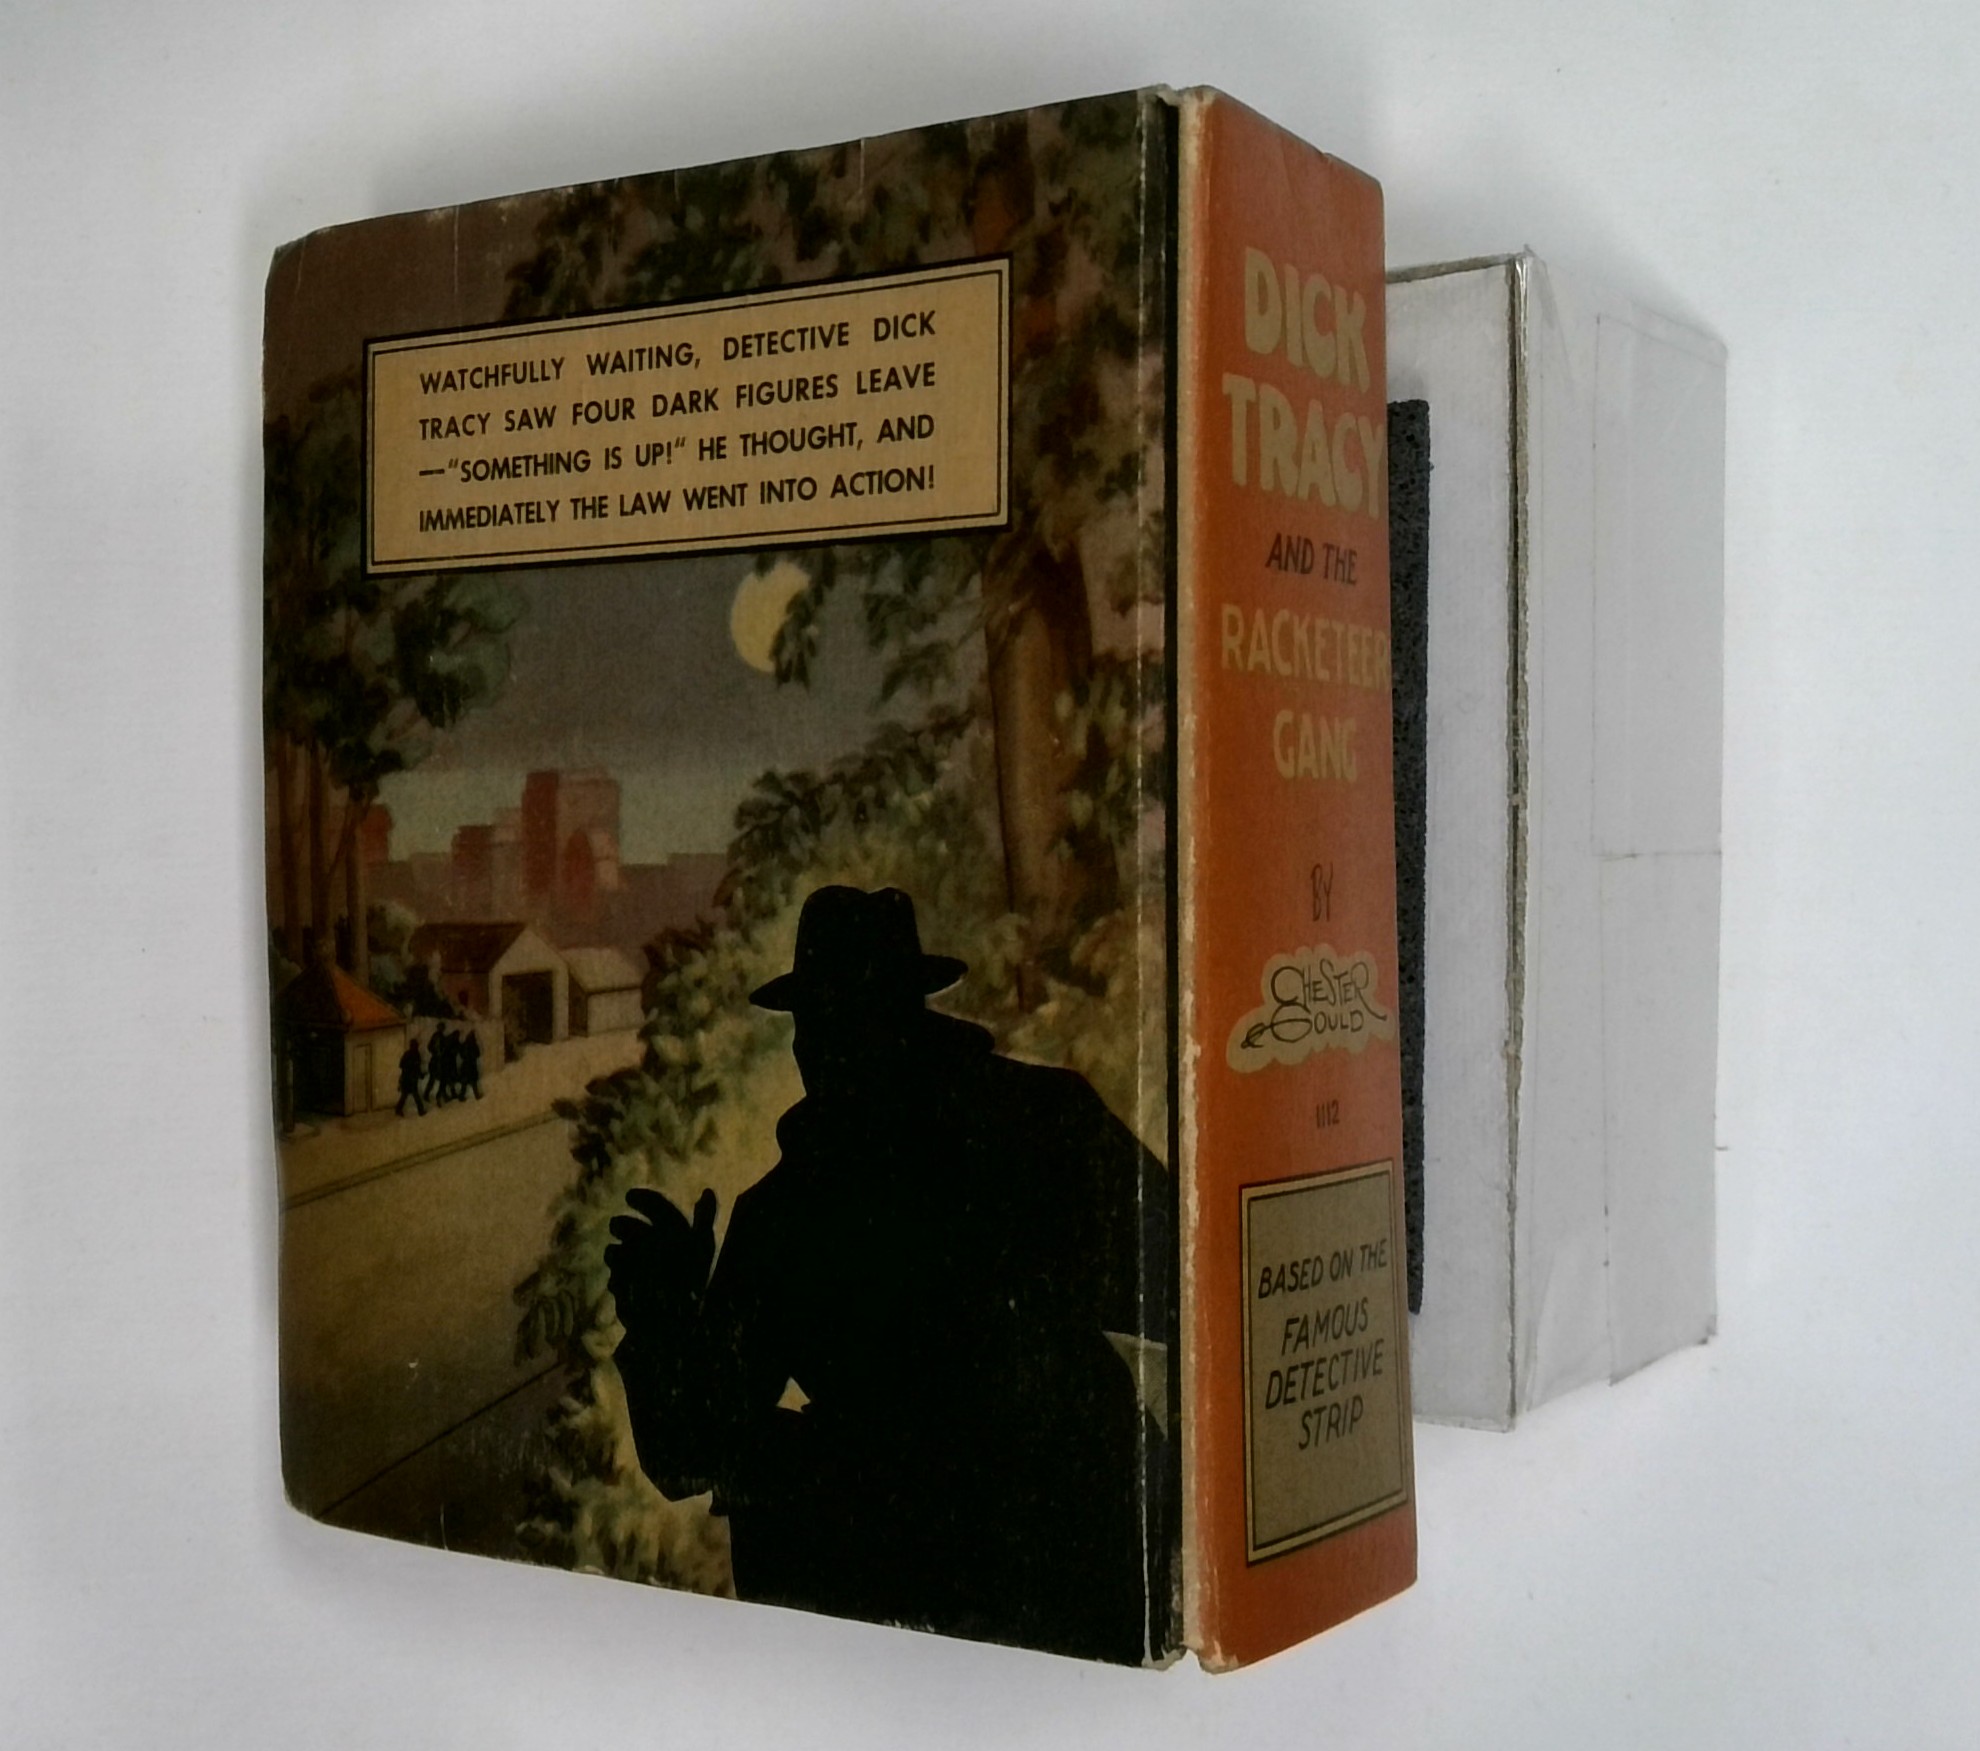 WATCHFULLY WAITING, DETECTIVE DICK
TRACY SAW FOUR DARK FIGURES LEAVE
—"SOMETHING IS UP!" HE THOUGHT, AND
IMMEDIATELY THE LAW WENT INTO ACTION!
DICK
TRACY
AND THE
RACKETEER
GANG
BY
CHESTER
GOULD
1112
BASED ON THE
FAMOUS
DETECTIVE
STRIP